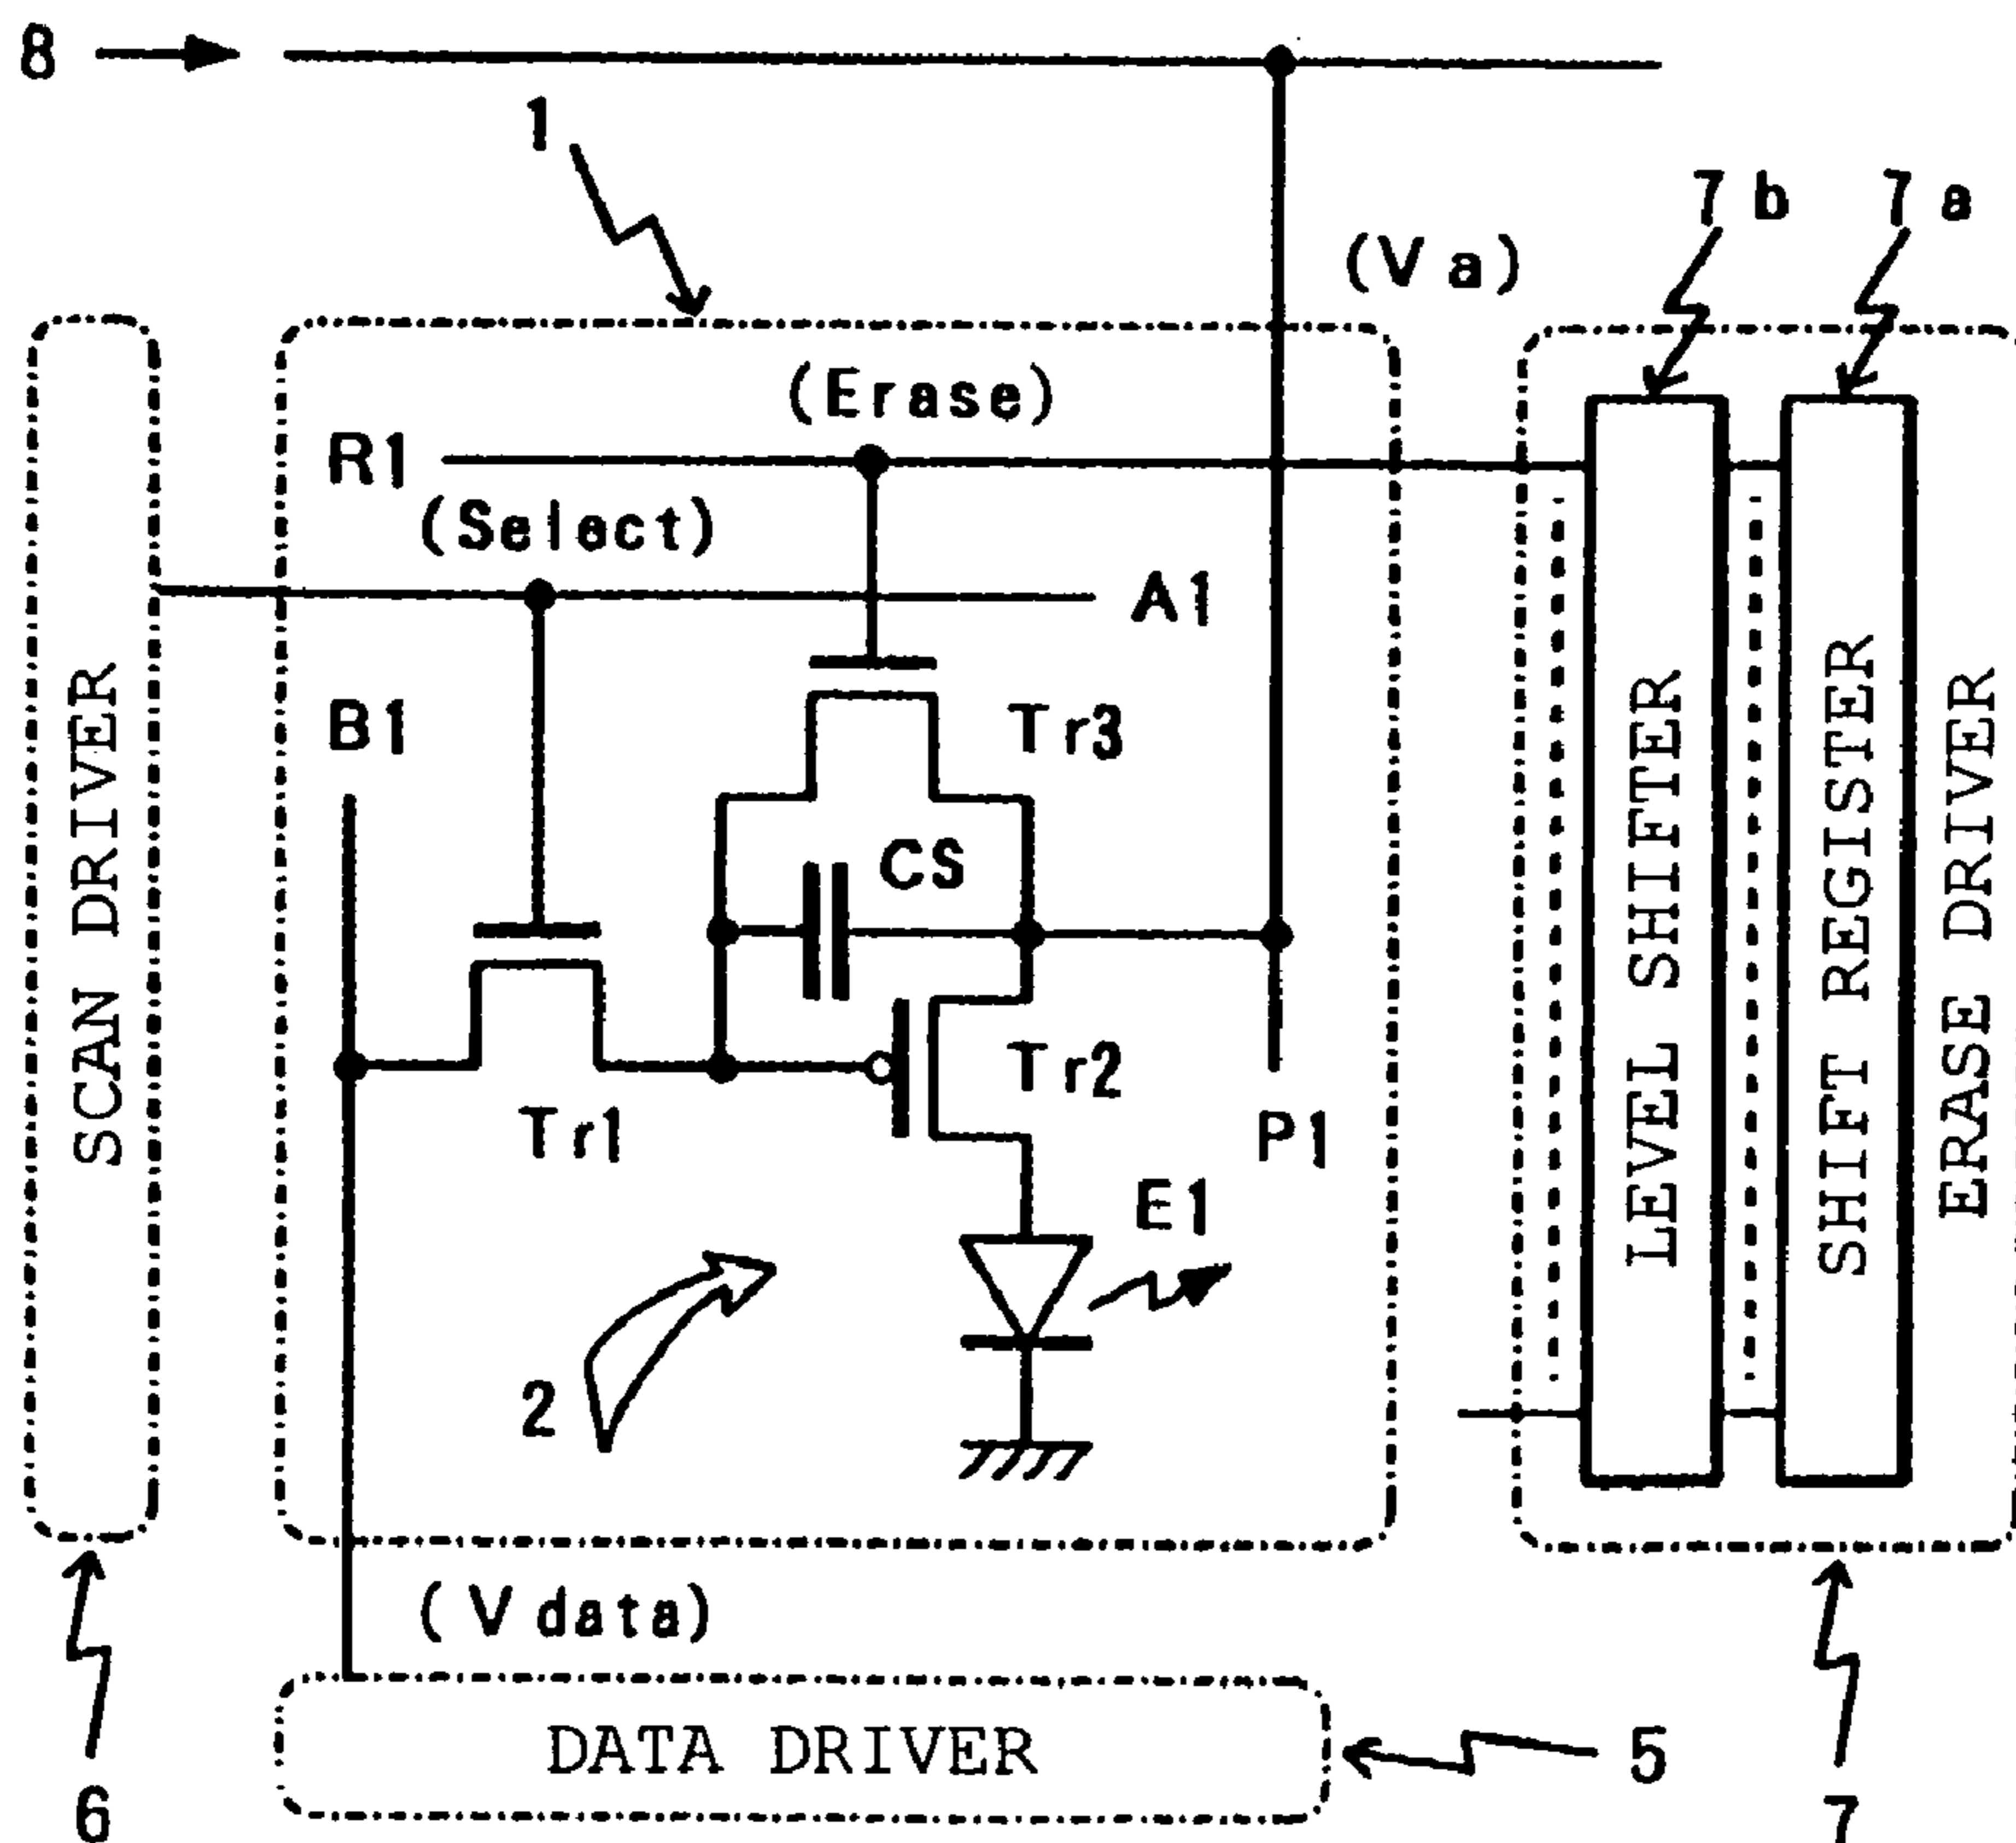 8
1
7b
7a
(Va)
(Erase)
R1
(Select)
A1
B1
Tr3
CS
Tr2
Tr1
P1
E1
2
SCAN DRIVER
LEVEL SHIFTER
SHIFT REGISTER
ERASE DRIVER
(Vdata)
DATA DRIVER
5
6
7